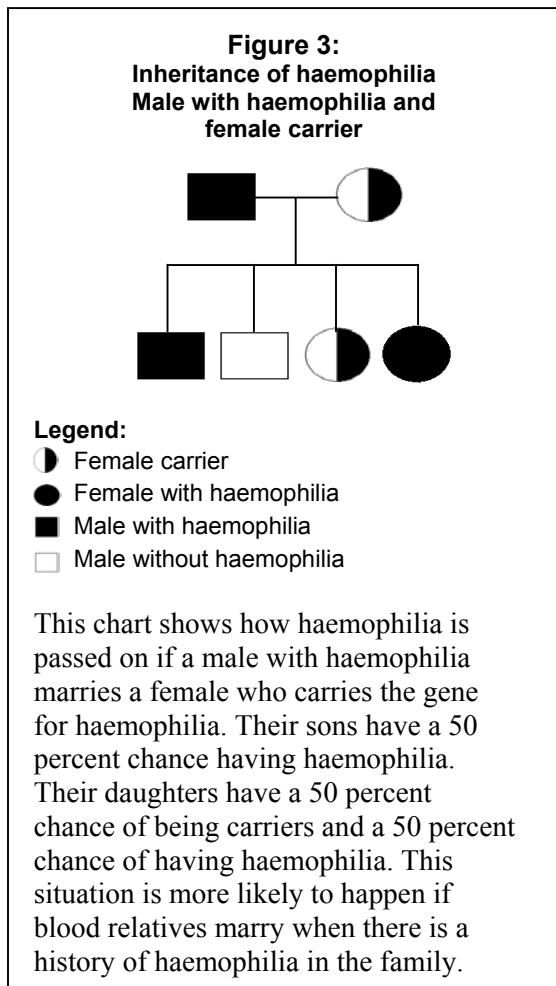 Figure 3:
Inheritance of haemophilia
Male with haemophilia and
female carrier
Legend:
Female carrier
Female with haemophilia
Male with haemophilia
Male without haemophilia
This chart shows how haemophilia is
passed on if a male with haemophilia
marries a female who carries the gene
for haemophilia. Their sons have a 50
percent chance having haemophilia.
Their daughters have a 50 percent
chance of being carriers and a 50 percent
chance of having haemophilia. This
situation is more likely to happen if
blood relatives marry when there is a
history of haemophilia in the family.